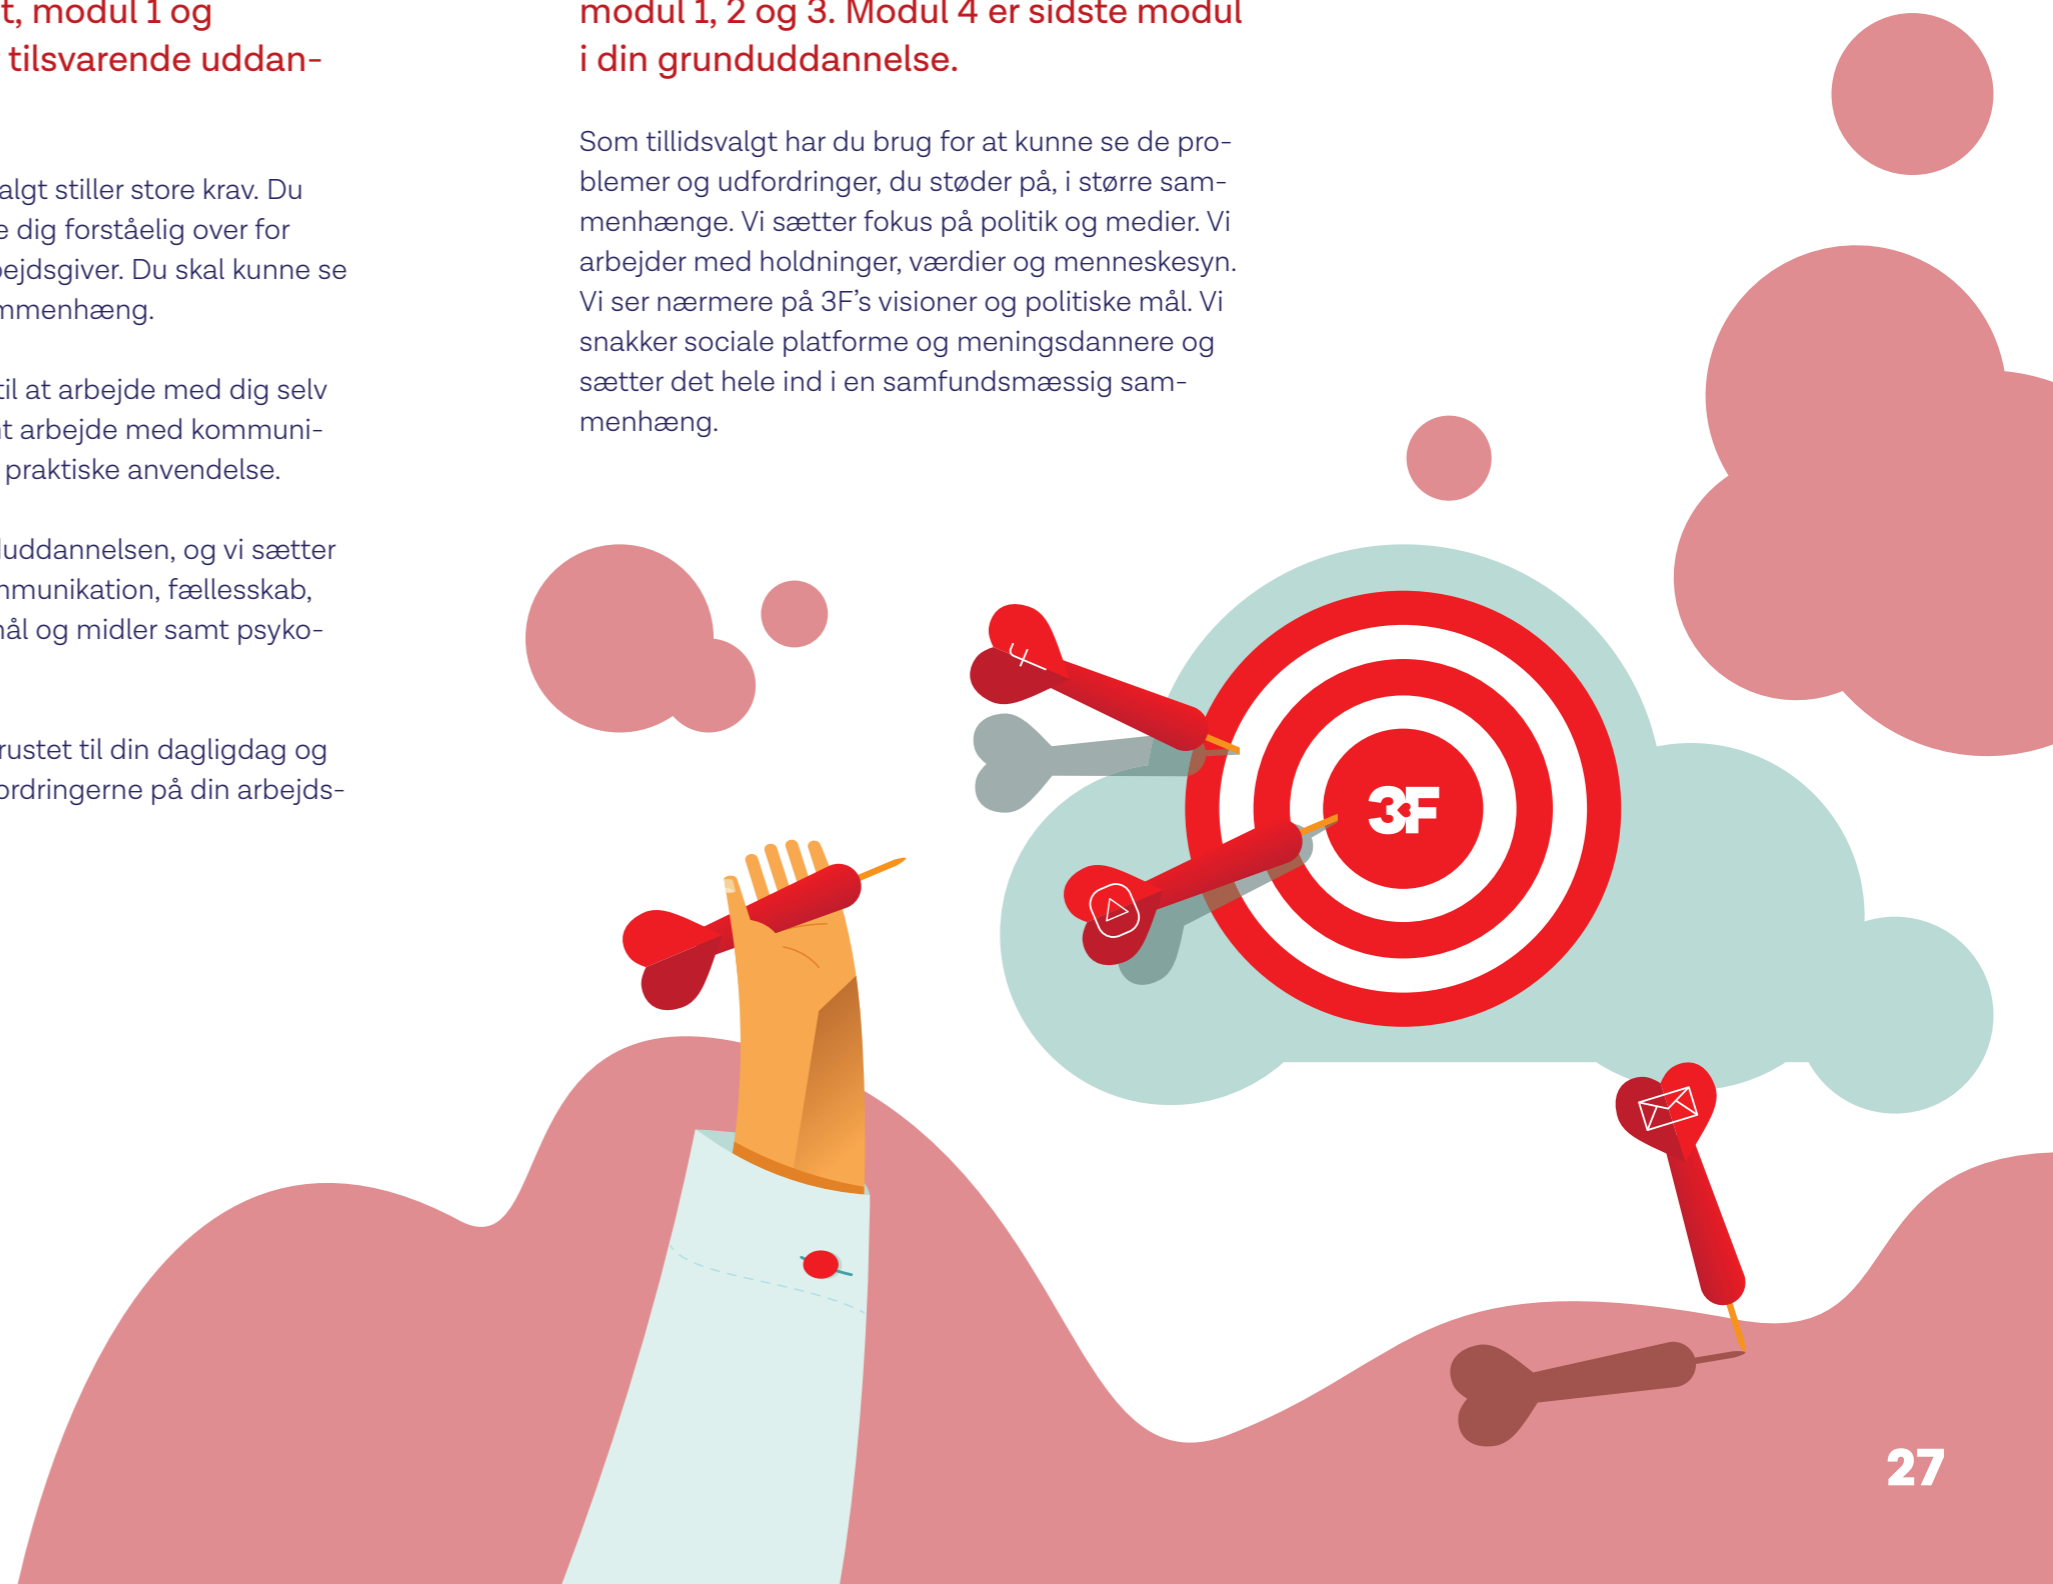 t, modul 1 og
tilsvarende uddan-
algt stiller store krav. Du
e dig forståelig over for
ejdsgiver. Du skal kunne se
mmenhæng.
til at arbejde med dig selv
t arbejde med kommuni-
praktiske anvendelse.
uddannelsen, og vi sætter
mmunikation, fællesskab,
ål og midler samt psyko-
rustet til din dagligdag og
ordringerne på din arbejds-
modul 1, 2 og 3. Modul 4 er sidste modul
i din grunduddannelse.
Som tillidsvalgt har du brug for at kunne se de pro-
blemer og udfordringer, du støder på, i større sam-
menhænge. Vi sætter fokus på politik og medier. Vi
arbejder med holdninger, værdier og menneskesyn.
Vi ser nærmere på 3F’s visioner og politiske mål. Vi
snakker sociale platforme og meningsdannere og
sætter det hele ind i en samfundsmæssig sam-
menhæng.
3F
27